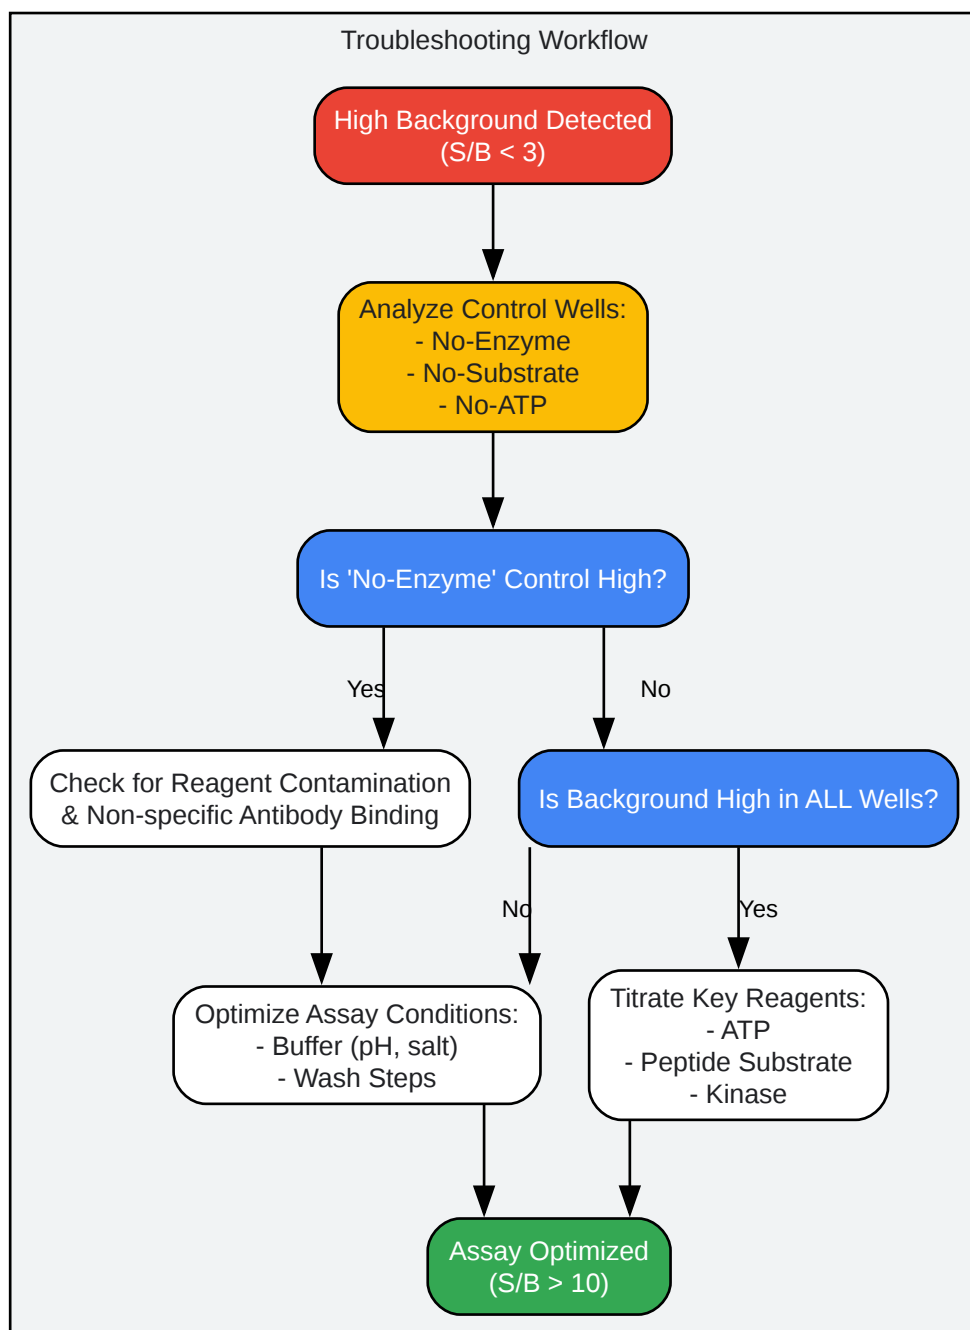 Troubleshooting Workflow
High Background Detected
(S/B < 3)
Analyze Control Wells:
- No-Enzyme
- No-Substrate
- No-ATP
Is 'No-Enzyme' Control High?
Yes
No
Check for Reagent Contamination
& Non-specific Antibody Binding
Is Background High in ALL Wells?
No
Yes
Optimize Assay Conditions:
- Buffer (pH, salt)
- Wash Steps
Titrate Key Reagents:
- ATP
- Peptide Substrate
- Kinase
Assay Optimized
(S/B > 10)